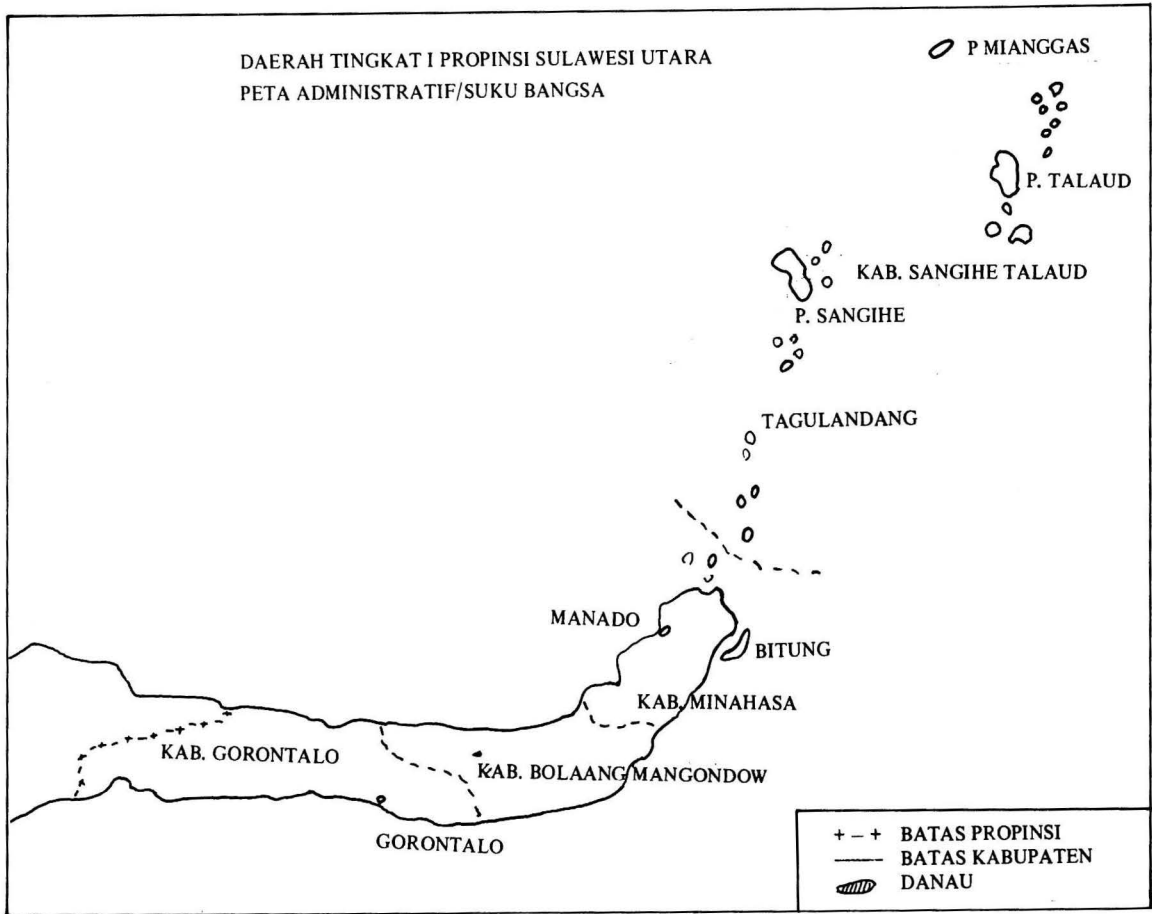 DAERAH TINGKAT I PROPINSI SULAWESI UTARA
PETA ADMINISTRATIF/SUKU BANGSA
P MIANGGAS
P. TALAUD
KAB. SANGIHE TALAUD
P. SANGIHE
TAGULANDANG
MANADO
BITUNG
KAB. MINAHASA
KAB. GORONTALO
KAB. BOLAANG MANGONDOW
GORONTALO
+ – + BATAS PROPINSI
BATAS KABUPATEN
DANAU